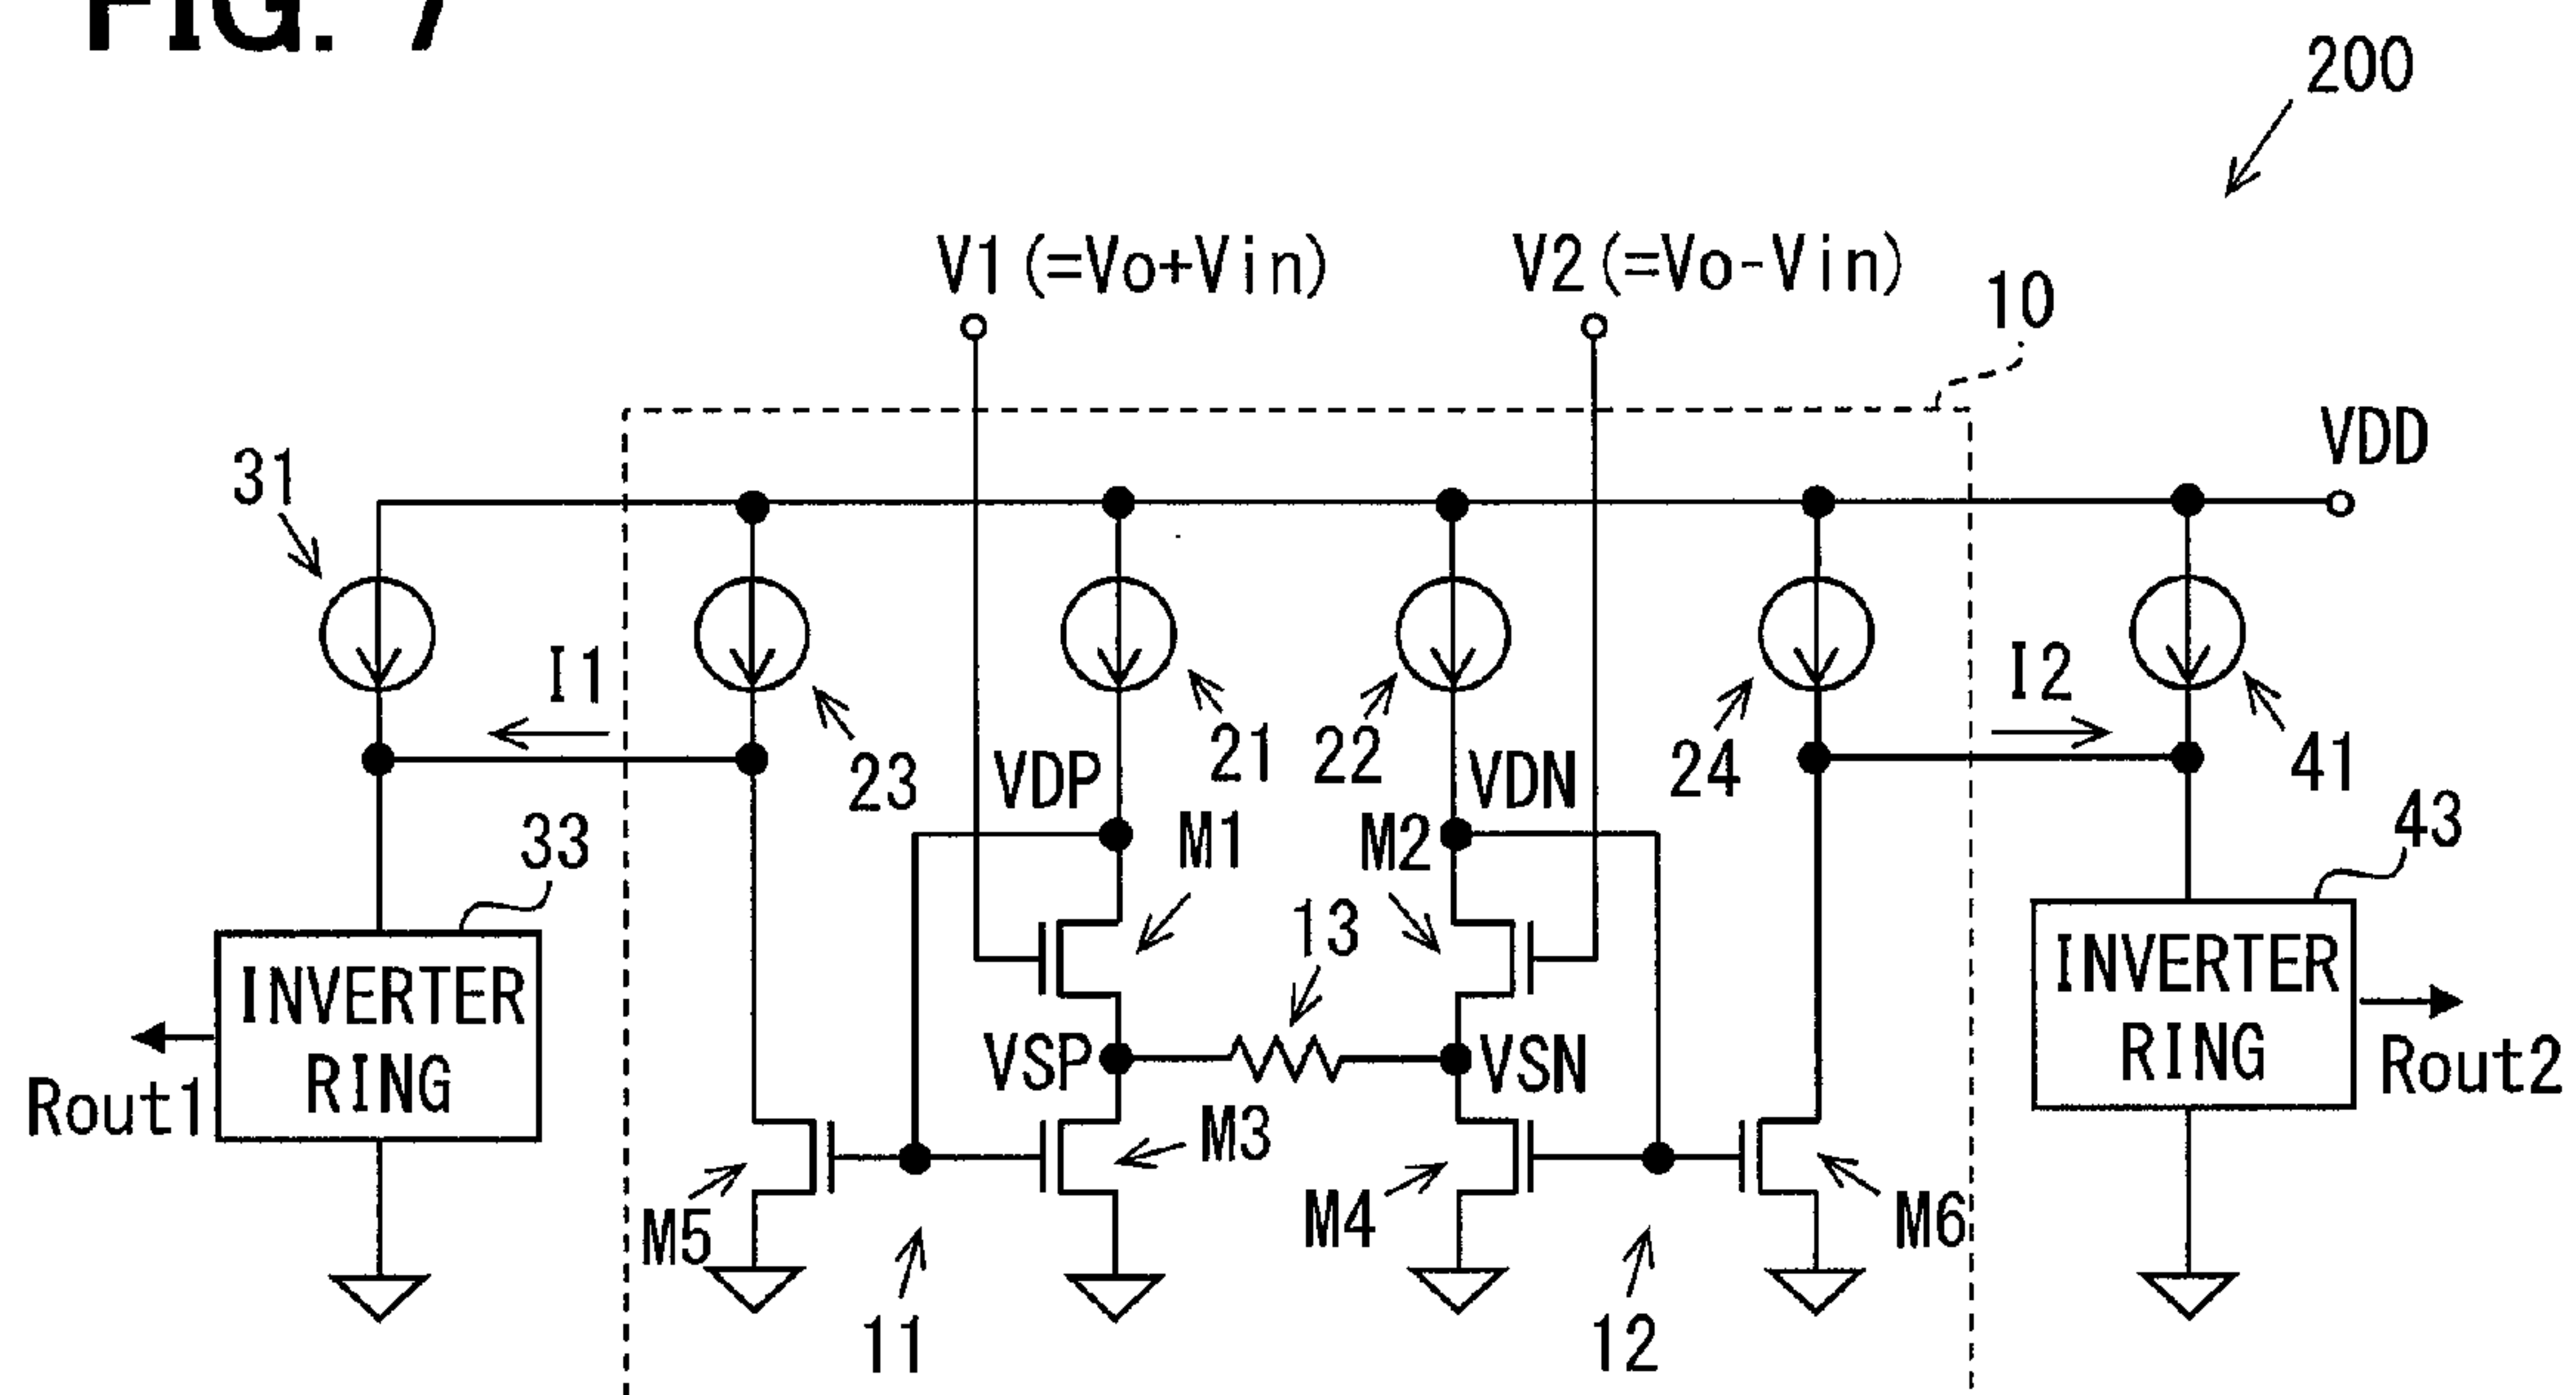 FIG. 7
200
V1(=Vo+Vin)
V2(=Vo-Vin)
10
VDD
31
I1
I2
23
VDP
21
22
VDN
24
41
M1
M2
33
43
13
INVERTER
RING
INVERTER
RING
Rout1
VSP
VSN
Rout2
M3
M5
M4
M6
11
12